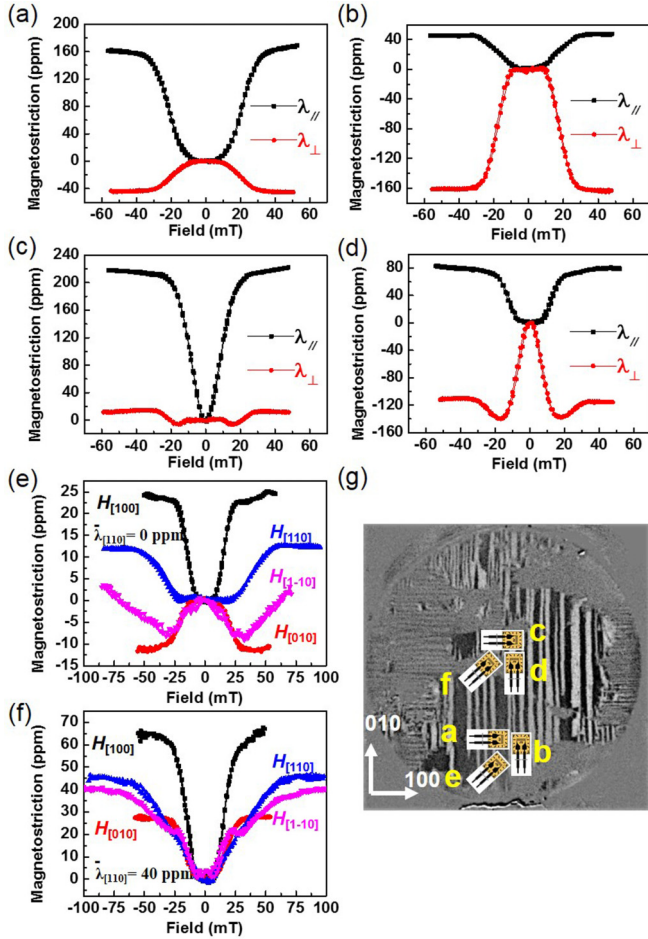 (a)
Magnetostriction (ppm)
200
160
120
80
40
0
-40
λ//
λ⊥
-60 -40 -20 0 20 40 60
Field (mT)
(b)
Magnetostriction (ppm)
40
0
-40
-80
-120
-160
λ//
λ⊥
-60 -40 -20 0 20 40 60
Field (mT)
(c)
Magnetostriction (ppm)
240
200
160
120
80
40
0
λ//
λ⊥
-60 -40 -20 0 20 40 60
Field (mT)
(d)
Magnetostriction (ppm)
80
40
0
-40
-80
-120
-160
λ//
λ⊥
-60 -40 -20 0 20 40 60
Field (mT)
(e)
Magnetostriction (ppm)
25
20
15
10
5
0
-5
-10
15
H[100]
λ̄[110]= 0 ppm
H[110]
H[1-10]
H[010]
-100 -75 -50 -25 0 25 50 75 100
Field (mT)
(f)
Magnetostriction (ppm)
70
60
50
40
30
20
10
0
H[100]
H[110]
H[010]
H[1-10]
λ̄[110]= 40 ppm
-100 -75 -50 -25 0 25 50 75 100
Field (mT)
(g)
c
d
f
a
b
e
010
100